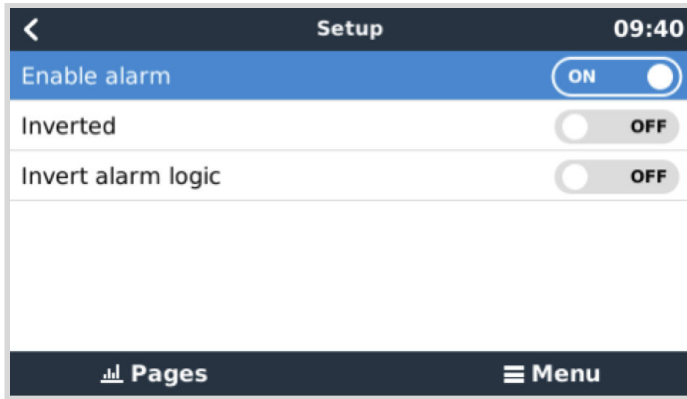 Setup 09:40
Enable alarm ON
Inverted OFF
Invert alarm logic OFF
Pages Menu